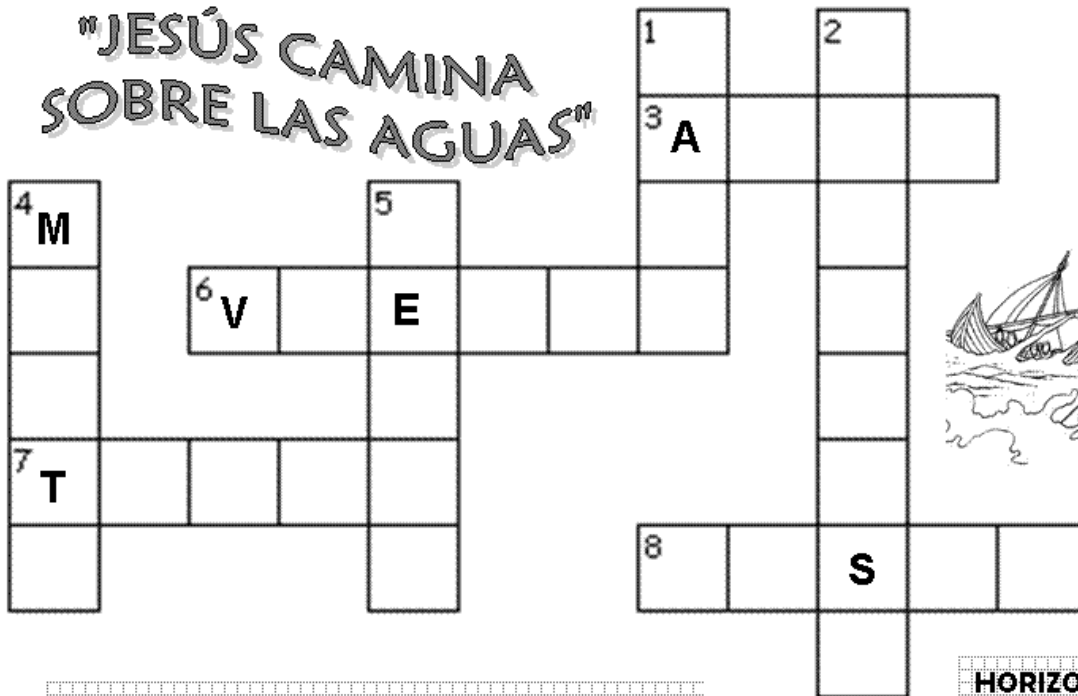 "JESÚS CAMINA
SOBRE LAS AGUAS"
1 2
3 A
4 M 5
6 V E
7 T
8 S
HORIZO